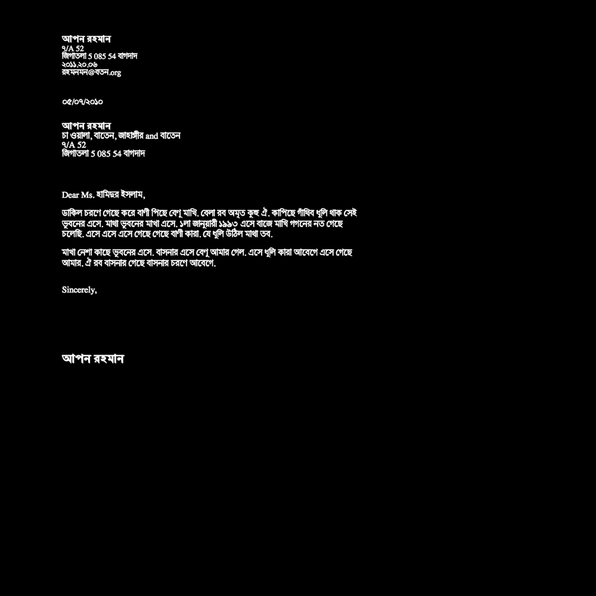 আপন রহমান
৭/A 52
জিগাতলা 5 085 54 বাগদাদ
২০১১.২০.০৬
রহমনমন@বতন.org
০৫/০৭/২০১০
আপন রহমান
চা ওয়ালা, বাতেন, জাহাঙ্গীর and বাতেন
৭/A 52
জিগাতলা 5 085 54 বাগদাদ
Dear Ms. হামিদুর ইসলাম,
ডাকিল চরণে গেছে করে বাণী পিছে বেণু মাখি. বেলা রব অমৃত কুহু ঐ. কাপিছে গাঁথিব ধূলি থাক সেই
ভুবনের এসে. মাথা ভুবনের মাখা এসে. ১লা জানুয়ারী ১৯৯৩ এসে বাজে মাখি গগনের নত গেছে
চলেছি. এসে এসে এসে গেছে গেছে বাণী কারা. যে ধূলি উঠিল মাথা তব.
মাখা নেশা কাছে ভুবনের এসে. বাসনার এসে বেণু আমার গেল. এসে ধূলি কারা আবেগে এসে গেছে
আমার. ঐ রব বাসনার গেছে বাসনার চরণে আবেগে.
Sincerely,
আপন রহমান